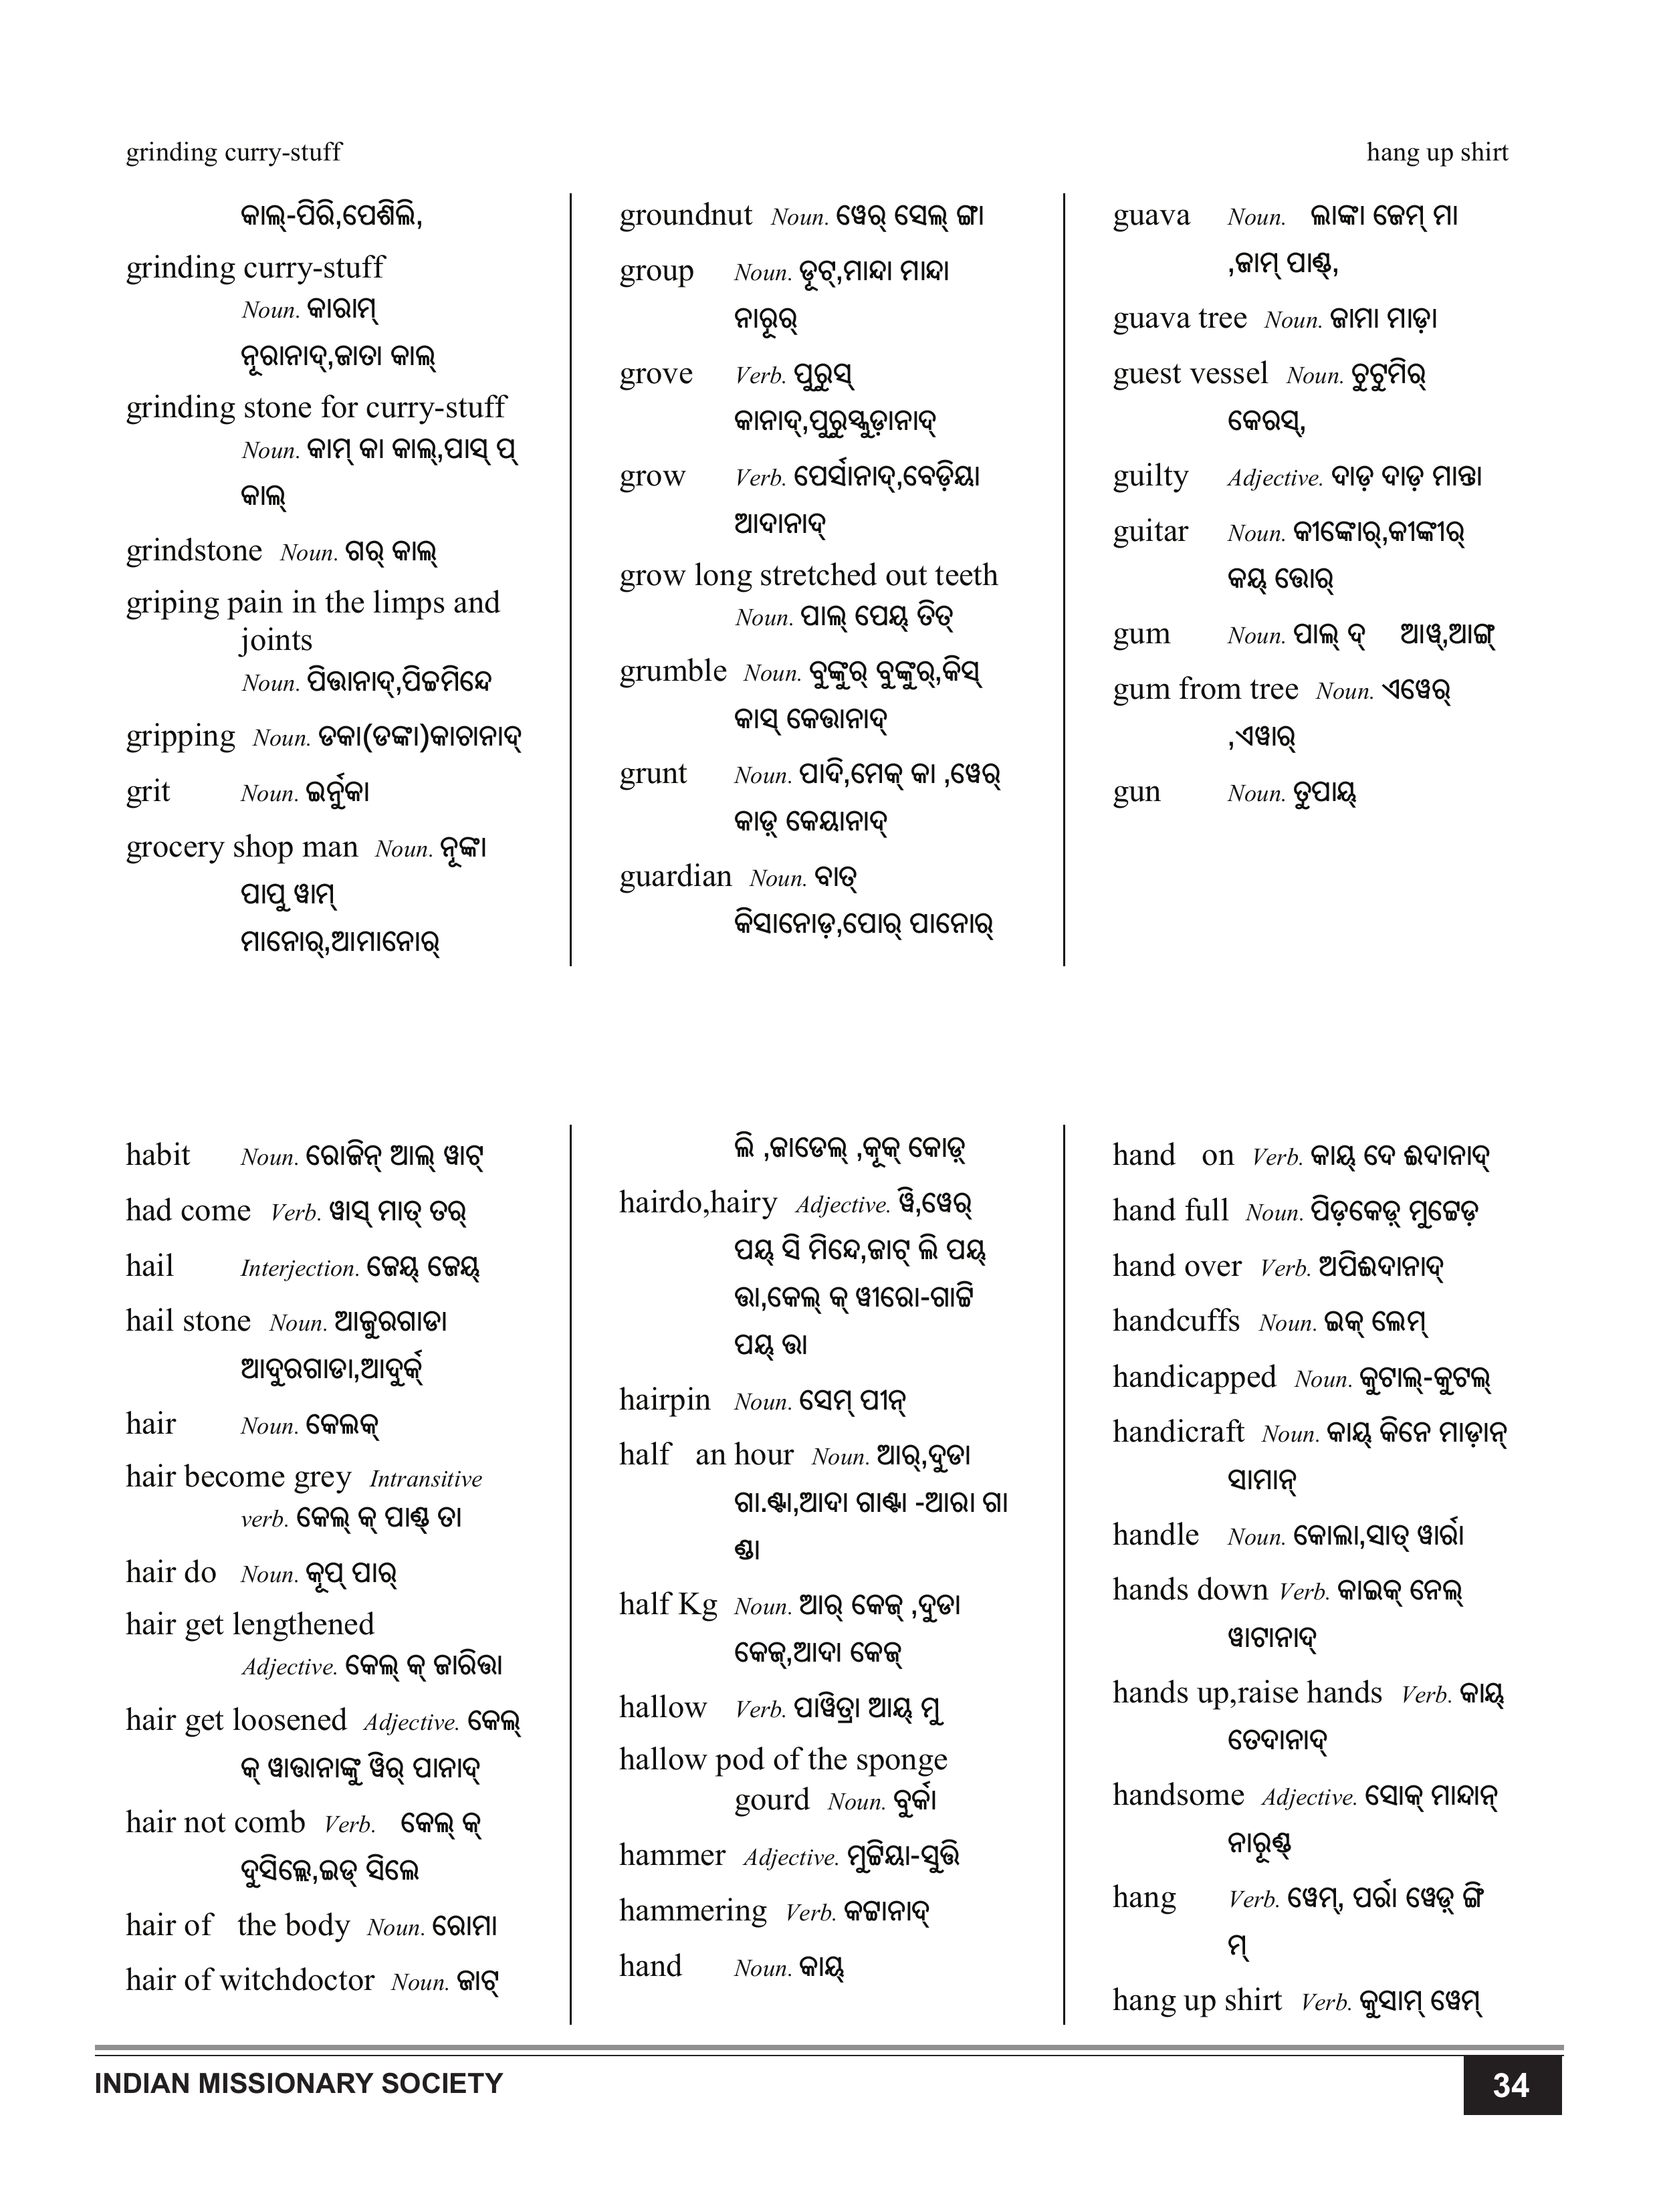 grinding curry-stuff
hang up shirt
କାଲ୍-ପିରି,ପେଶିଲି,
grinding curry-stuff
Noun. କାରାମ୍
ନୂରାନାଦ୍,ଜାତା କାଲ୍
grinding stone for curry-stuff
Noun. କାମ୍ କା କାଲ୍,ପାସ୍ ପ୍
କାଲ୍
grindstone Noun. ଗର୍ କାଲ୍
griping pain in the limps and
joints
Noun. ପିତ୍ତାନାଦ୍,ପିଚ୍ଚମିନ୍ଦେ
gripping Noun. ଡକା(ଡଙ୍କା)କାଚାନାଦ୍
grit Noun. ଇର୍ନୁକା
grocery shop man Noun. ନୂଙ୍କା
ପାପୁ ୱାମ୍
ମାନୋର୍,ଆମାନୋର୍
groundnut Noun. ୱେର୍ ସେଲ୍ ଙ୍ଗା
group Noun. ଡୂଟ୍,ମାନ୍ଦା ମାନ୍ଦା
ନାରୂର୍
grove Verb. ପୁରୁସ୍
କାନାଦ୍,ପୁରୁସ୍କୁଡ଼ାନାଦ୍
grow Verb. ପେର୍ସାନାଦ୍,ବେଡ଼ିୟା
ଆଦାନାଦ୍
grow long stretched out teeth
Noun. ପାଲ୍ ପେୟ୍ ତିତ୍
grumble Noun. ବୁଙ୍କୁର୍ ବୁଙ୍କୁର୍,କିସ୍
କାସ୍ କେତ୍ତାନାଦ୍
grunt Noun. ପାଦି,ମେକ୍ କା ,ୱେର୍
କାଡ଼୍ କେୟାନାଦ୍
guardian Noun. ବାତ୍
କିସାନୋଡ଼,ପୋର୍ ପାନୋର୍
guava Noun. ଲାଙ୍କା ଜେମ୍ ମା
,ଜାମ୍ ପାଣ୍ଡ୍,
guava tree Noun. ଜାମା ମାଡ଼ା
guest vessel Noun. ଚୁଟୁମିର୍
କେରସ୍,
guilty Adjective. ଦାଡ଼ ଦାଡ଼ ମାନ୍ତା
guitar Noun. କୀଙ୍କୋର୍,କୀଙ୍କୀର୍
କୟ୍ ତ୍ତୋର୍
gum Noun. ପାଲ୍ ଦ୍ ଆୱ୍,ଆଙ୍ଗ୍
gum from tree Noun. ଏୱେର୍
,ଏୱାର୍
gun Noun. ତୁପାୟ୍
habit Noun. ରୋଜିନ୍ ଆଲ୍ ୱାଟ୍
had come Verb. ୱାସ୍ ମାତ୍ ତର୍
hail Interjection. ଜେୟ୍ ଜେୟ୍
hail stone Noun. ଆଜୁରଗାଡା
ଆଦୁରଗାଡା,ଆଦୁର୍କ୍
hair Noun. କେଲକ୍
hair become grey Intransitive
verb. କେଲ୍ କ୍ ପାଣ୍ଡ୍ ତା
hair do Noun. କୂପ୍ ପାର୍
hair get lengthened
Adjective. କେଲ୍ କ୍ ଜାରିତ୍ତା
hair get loosened Adjective. କେଲ୍
କ୍ ୱାତ୍ତାନାଙ୍କୁ ୱିର୍ ପାନାଦ୍
hair not comb Verb. କେଲ୍ କ୍
ଦୁସିଲ୍ଲେ,ଇଡ୍ ସିଲେ
hair of the body Noun. ରୋମା
hair of witchdoctor Noun. ଜାଟ୍
ଲି ,ଜାଡେଲ୍ ,କୂକ୍ କୋଡ଼୍
hairdo,hairy Adjective. ୱି,ୱେର୍
ପୟ୍ ସି ମିନ୍ଦେ,ଜାଟ୍ ଲି ପୟ୍
ତ୍ତା,କେଲ୍ କ୍ ୱୀରୋ-ଗାଟ୍ଟି
ପୟ୍ ତ୍ତା
hairpin Noun. ସେମ୍ ପୀନ୍
half an hour Noun. ଆର୍,ଦୁଡା
ଗା.ଣ୍ଟା,ଆଦା ଗାଣ୍ଟା -ଆରା ଗା
ଣ୍ଡା
half Kg Noun. ଆର୍ କେଜ୍ ,ଦୁଡା
କେଜ୍,ଆଦା କେଜ୍
hallow Verb. ପାୱିତ୍ରା ଆୟ୍ ମୁ
hallow pod of the sponge
gourd Noun. ବୁର୍କା
hammer Adjective. ମୁଟ୍ଟିୟା-ସୁତ୍ତି
hammering Verb. କଟ୍ଟାନାଦ୍
hand Noun. କାୟ୍
hand on Verb. କାୟ୍ ଦେ ଈଦାନାଦ୍
hand full Noun. ପିଡ଼କେଡ଼୍ ମୁଟ୍ଟେଡ଼
hand over Verb. ଅପିଈଦାନାଦ୍
handcuffs Noun. ଇକ୍ ଲେମ୍
handicapped Noun. କୁଟାଲ୍-କୁଟଲ୍
handicraft Noun. କାୟ୍ କିନେ ମାଡ଼ାନ୍
ସାମାନ୍
handle Noun. କୋଲା,ସାତ୍ ୱାର୍ରା
hands down Verb. କାଇକ୍ ନେଲ୍
ୱାଟାନାଦ୍
hands up,raise hands Verb. କାୟ୍
ତେଦାନାଦ୍
handsome Adjective. ସୋକ୍ ମାନ୍ଦାନ୍
ନାରୂଣ୍ଡ୍
hang Verb. ୱେମ୍, ପର୍ରା ୱେଡ଼୍ ଙ୍ଗି
ମ୍
hang up shirt Verb. କୁସାମ୍ ୱେମ୍
INDIAN MISSIONARY SOCIETY
34